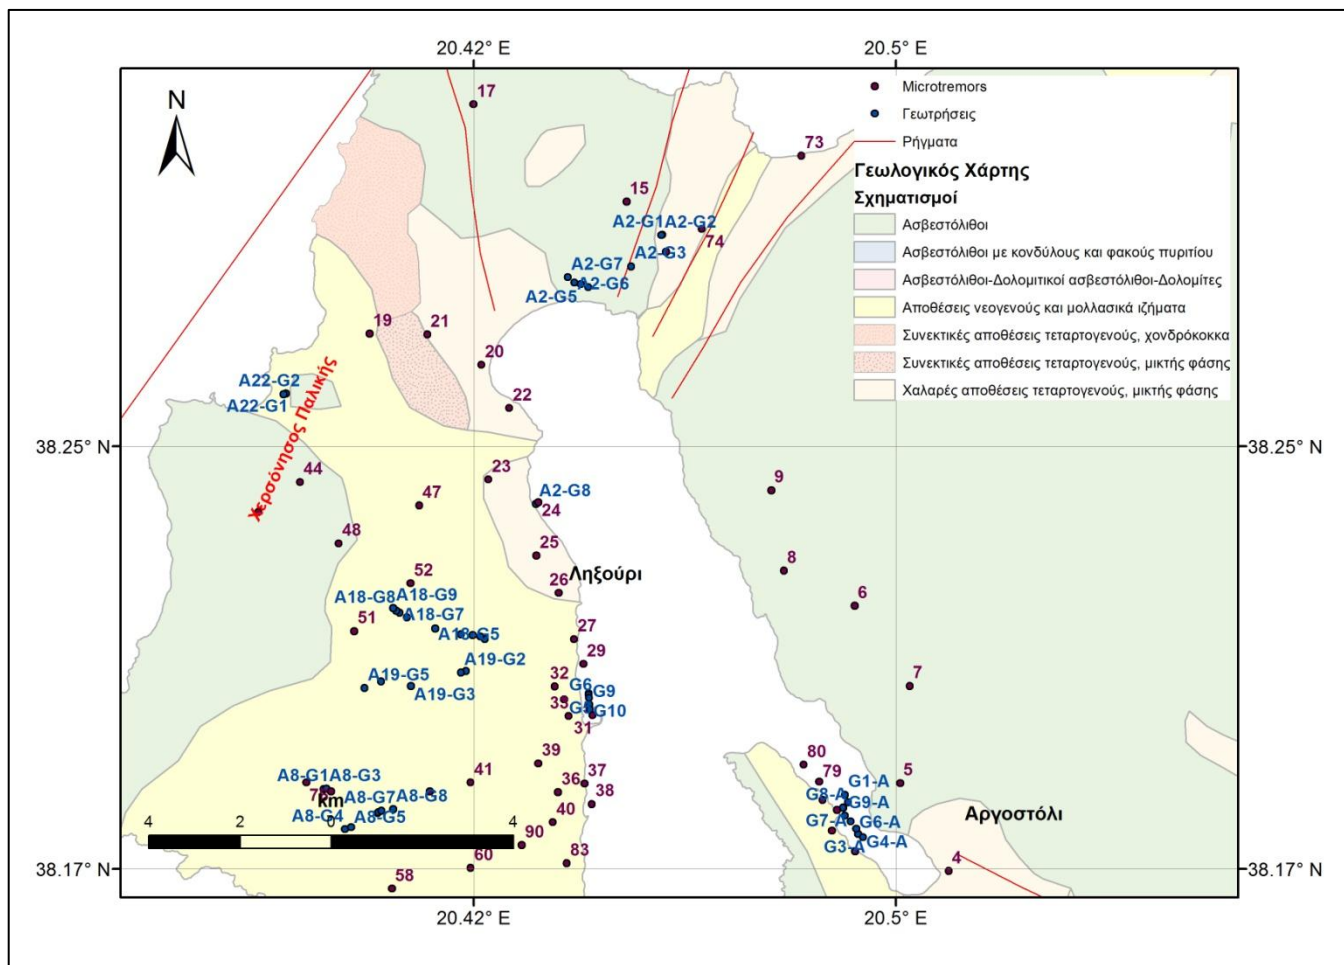 20.42° E
20.5° E
N
17
73
Microtremors
Γεωτρήσεις
Ρήγματα
Γεωλογικός Χάρτης
Σχηματισμοί
Ασβεστόλιθοι
Ασβεστόλιθοι με κονδύλους και φακούς πυριτίου
Ασβεστόλιθοι-Δολομιτικοί ασβεστόλιθοι-Δολομίτες
Αποθέσεις νεογενούς και μολλασικά ιζήματα
Συνεκτικές αποθέσεις τεταρτογενούς, χονδρόκοκκα
Συνεκτικές αποθέσεις τεταρτογενούς, μικτής φάσης
Χαλαρές αποθέσεις τεταρτογενούς, μικτής φάσης
15
A2-G1
A2-G2
74
A2-G3
A2-G7
A2-G6
A2-G5
19
21
20
22
A22-G2
A22-G1
Χερσόνησος Παλικής
38.25° N
38.25° N
44
23
47
A2-G8
24
9
48
25
8
52
26
Ληξούρι
6
A18-G8
A18-G9
A18-G7
51
A18-G5
27
29
A19-G2
A19-G5
A19-G3
32
G6
G9
7
G5
G10
31
39
80
79
41
A8-G1
A8-G3
36
37
5
G1-A
G8-A
G9-A
km
A8-G7
A8-G8
38
Αργοστόλι
A8-G4
A8-G5
40
G7-A
G6-A
G4-A
G3-A
4
2
0
4
90
60
83
4
38.17° N
38.17° N
58
20.42° E
20.5° E